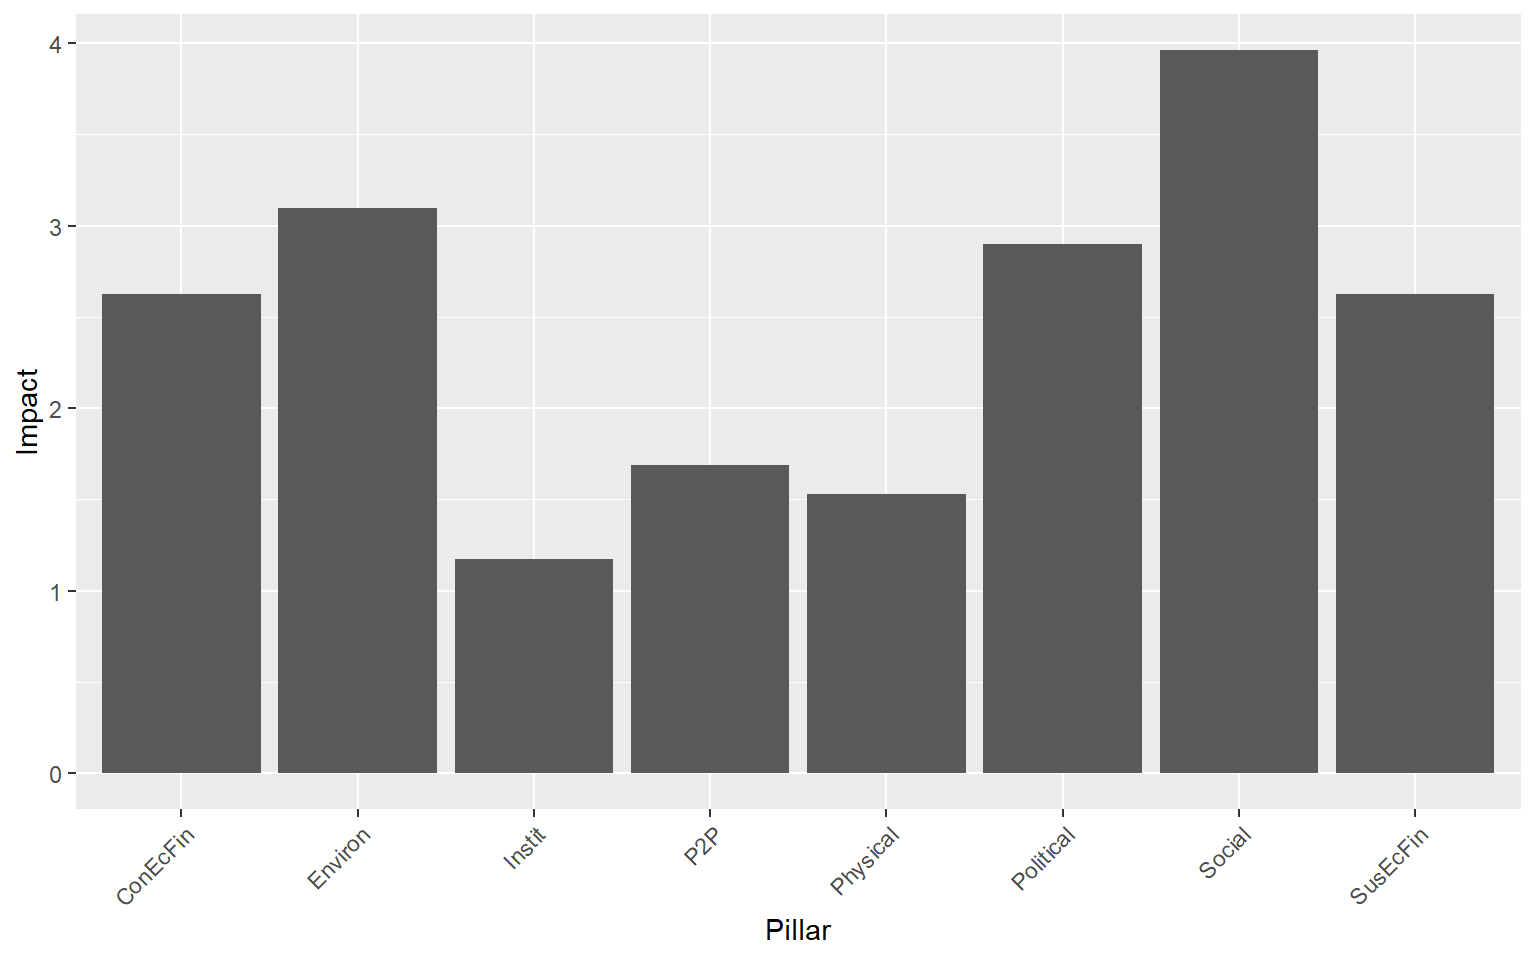 4
3
2
1
0
Impact
ConEcFin
Environ
Instit
P2P
Physical
Political
Social
SusEcFin
Pillar